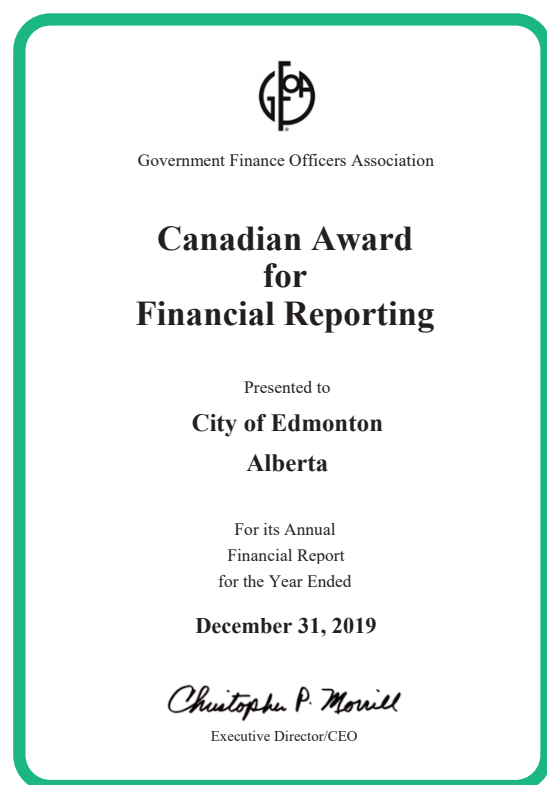 GFOA
Government Finance Officers Association
Canadian Award
for
Financial Reporting
Presented to
City of Edmonton
Alberta
For its Annual
Financial Report
for the Year Ended
December 31, 2019
Christopher P. Morrill
Executive Director/CEO